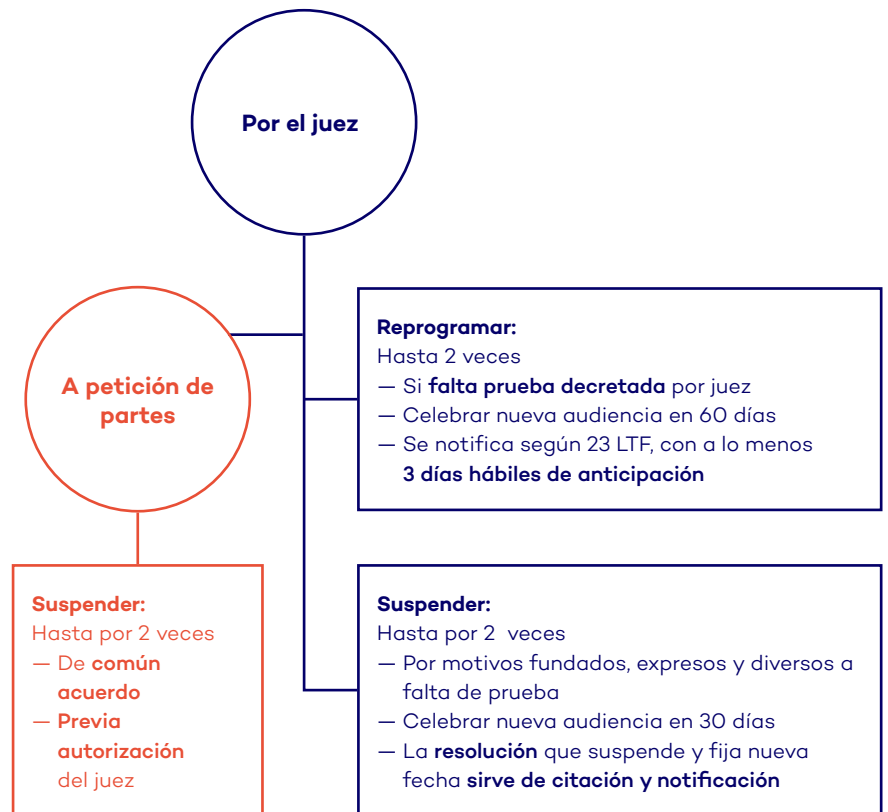 Por el juez
A petición de
partes
Reprogramar:
Hasta 2 veces
— Si falta prueba decretada por juez
— Celebrar nueva audiencia en 60 días
— Se notifica según 23 LTF, con a lo menos
3 días hábiles de anticipación
Suspender:
Hasta por 2 veces
— De común
acuerdo
— Previa
autorización
del juez
Suspender:
Hasta por 2 veces
— Por motivos fundados, expresos y diversos a
falta de prueba
— Celebrar nueva audiencia en 30 días
— La resolución que suspende y fija nueva
fecha sirve de citación y notificación